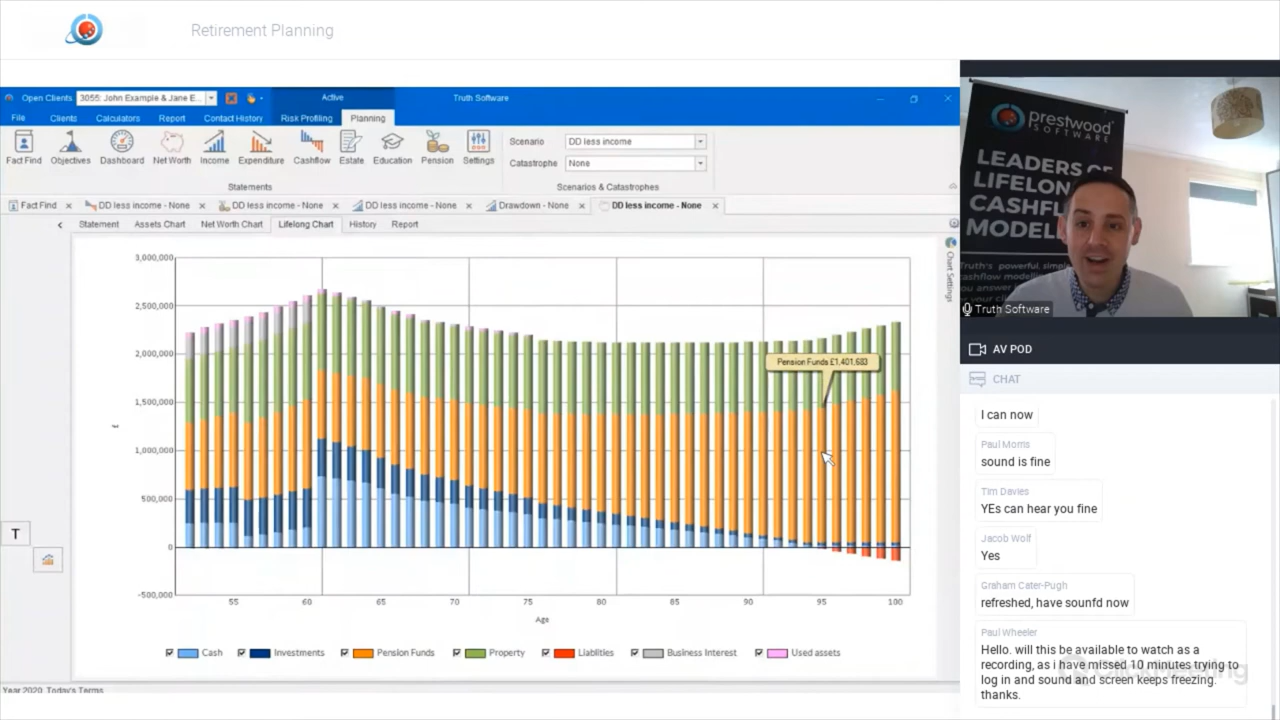 Retirement Planning
Open Clients 3055: John Example & Jane E... Active Truth Software
File Clients Calculators Report Contact History Risk Profiling Planning
Fact Find Objectives Dashboard Net Worth Income Expenditure Cashflow Estate Education Pension Settings
Scenario DD less income
Catastrophe None
Statements Scenarios & Catastrophes
Fact Find DD less income - None DD less income - None DD less income - None Drawdown - None DD less income - None
Statement Assets Chart Net Worth Chart Lifelong Chart History Report
Chart Settings
3,000,000
2,500,000
2,000,000
1,500,000
1,000,000
500,000
0
-500,000
£
Pension Funds £1,401,683
55 60 65 70 75 80 85 90 95 100
Age
Cash Investments Pension Funds Property Liablities Business Interest Used assets
T
Year 2020, Today's Terms
prestwood
SOFTWARE
LEADERS OF
LIFELON
CASHFL
MODEL
Truth's powerful, simple
cashflow modelling
Truth Software
AV POD
CHAT
I can now
Paul Morris
sound is fine
Tim Davies
YEs can hear you fine
Jacob Wolf
Yes
Graham Cater-Pugh
refreshed, have sounfd now
Paul Wheeler
Hello. will this be available to watch as a
recording, as i have missed 10 minutes trying to
log in and sound and screen keeps freezing.
thanks.